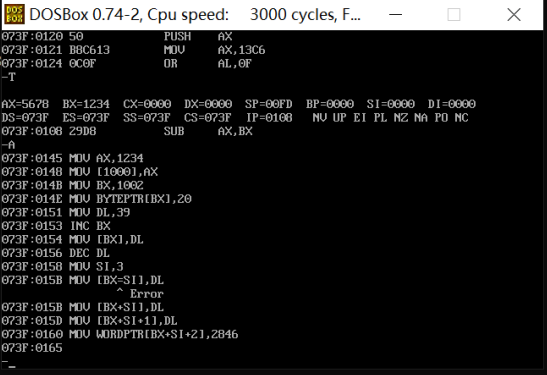 DOSBox 0.74-2, Cpu speed:    3000 cycles, F...
073F:0120 50            PUSH    AX
073F:0121 B8C613        MOV     AX,13C6
073F:0124 0C0F          OR      AL,0F
-T

AX=5678  BX=1234  CX=0000  DX=0000  SP=00FD  BP=0000  SI=0000  DI=0000
DS=073F  ES=073F  SS=073F  CS=073F  IP=0108   NV UP EI PL NZ NA PO NC
073F:0108 29D8          SUB     AX,BX
-A
073F:0145 MOV AX,1234
073F:0148 MOV [1000],AX
073F:014B MOV BX,1002
073F:014E MOV BYTEPTR[BX],20
073F:0151 MOV DL,39
073F:0153 INC BX
073F:0154 MOV [BX],DL
073F:0156 DEC DL
073F:0158 MOV SI,3
073F:015B MOV [BX=SI],DL
                ^ Error
073F:015B MOV [BX+SI],DL
073F:015D MOV [BX+SI+1],DL
073F:0160 MOV WORDPTR[BX+SI+2],2846
073F:0165
-_